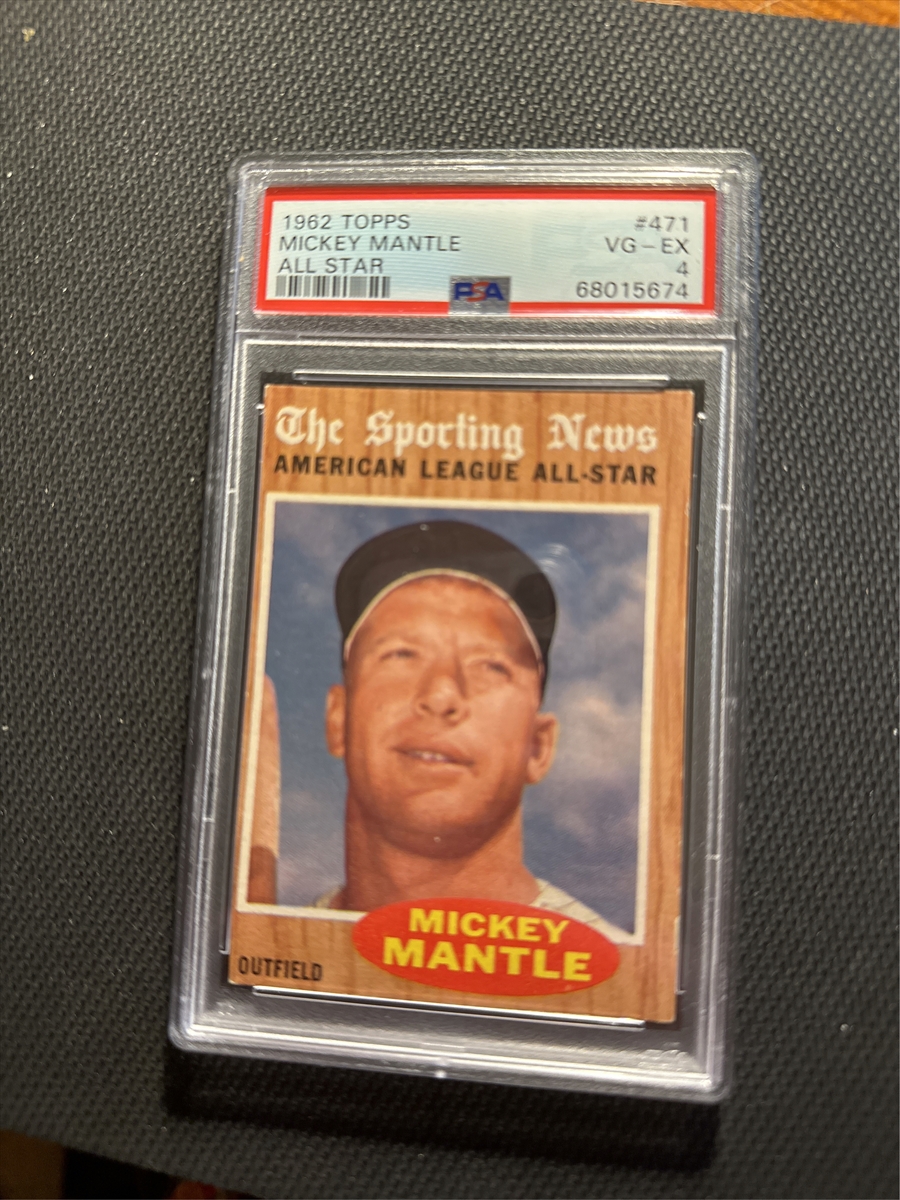 1962 TOPPS #471
MICKEY MANTLE VG - EX
ALL STAR 4
PSA 68015674
The Sporting News
AMERICAN LEAGUE ALL-STAR
MICKEY
MANTLE
OUTFIELD